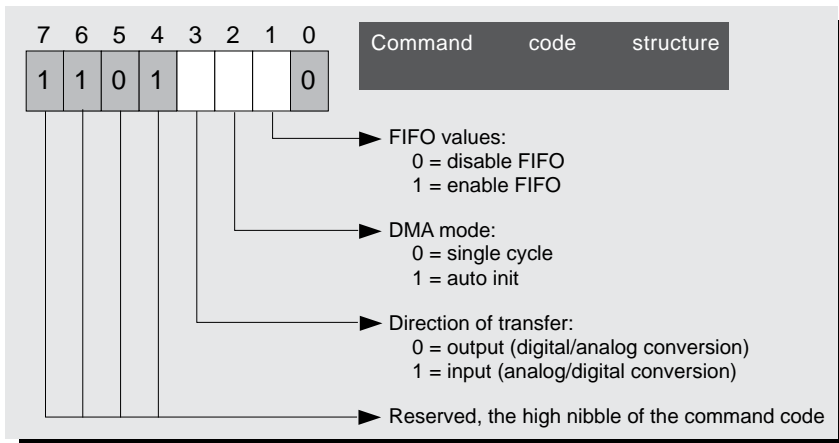 7 6 5 4 3 2 1 0
Command code structure
1 1 0 1 0
FIFO values:
0 = disable FIFO
1 = enable FIFO
DMA mode:
0 = single cycle
1 = auto init
Direction of transfer:
0 = output (digital/analog conversion)
1 = input (analog/digital conversion)
Reserved, the high nibble of the command code